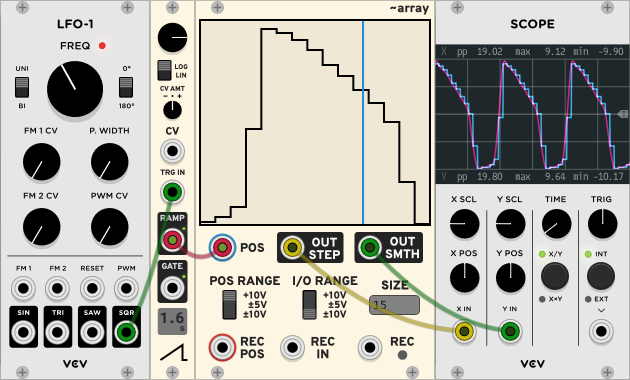 LFO-1
FREQ
UNI
BI
0°
180°
FM 1 CV
P. WIDTH
FM 2 CV
PWM CV
FM 1
FM 2
RESET
PWM
SIN
TRI
SAW
SQR
VCV
LOG
LIN
CV AMT
- • +
CV
TRG IN
RAMP
GATE
1.6
s
~array
POS
OUT
STEP
OUT
SMTH
POS RANGE
+10V
±5V
±10V
I/O RANGE
+10V
±5V
±10V
SIZE
15
REC
POS
REC
IN
REC
SCOPE
X pp 19.02 max 9.12 min -9.90
T
Y pp 19.80 max 9.64 min -10.17
X SCL
Y SCL
TIME
TRIG
X POS
Y POS
X/Y
X×Y
INT
EXT
X IN
Y IN
VCV